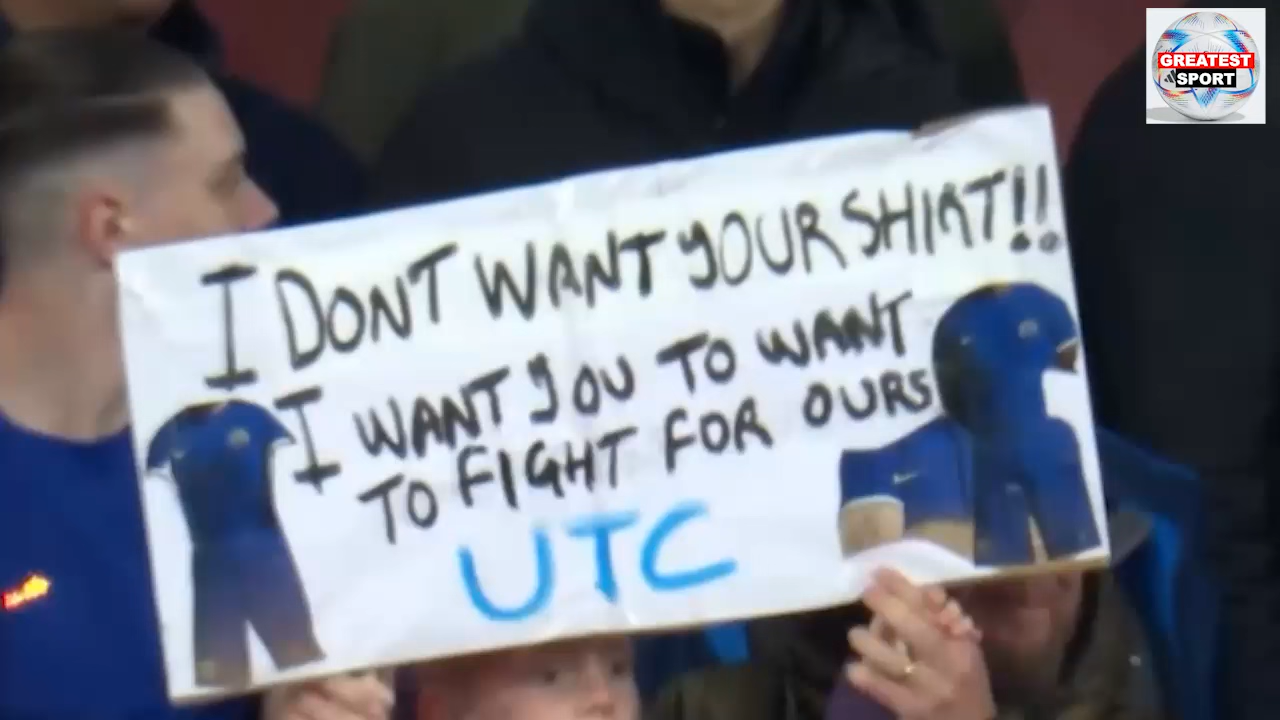 GREATEST
SPORT
I DONT WANT YOUR SHIRT!!
I WANT YOU TO WANT
TO FIGHT FOR OURS
UTC